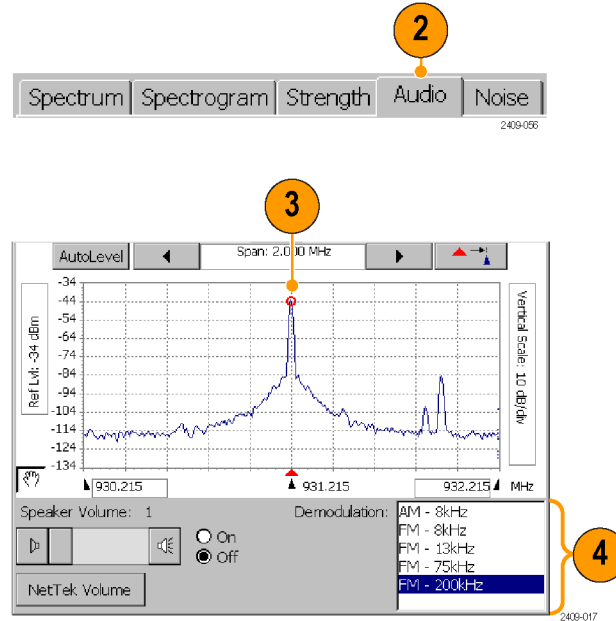 2
Spectrum Spectrogram Strength Audio Noise
2409-056
3
AutoLevel Span: 2.000 MHz
Ref Lvl: -34 dBm
-34
-44
-54
-64
-74
-84
-94
-104
-114
-124
-134
Vertical Scale: 10 dB/div
930.215 931.215 932.215 MHz
Speaker Volume: 1
On
Off
NetTek Volume
Demodulation:
AM - 8kHz
FM - 8kHz
FM - 13kHz
FM - 75kHz
FM - 200kHz
4
2409-017